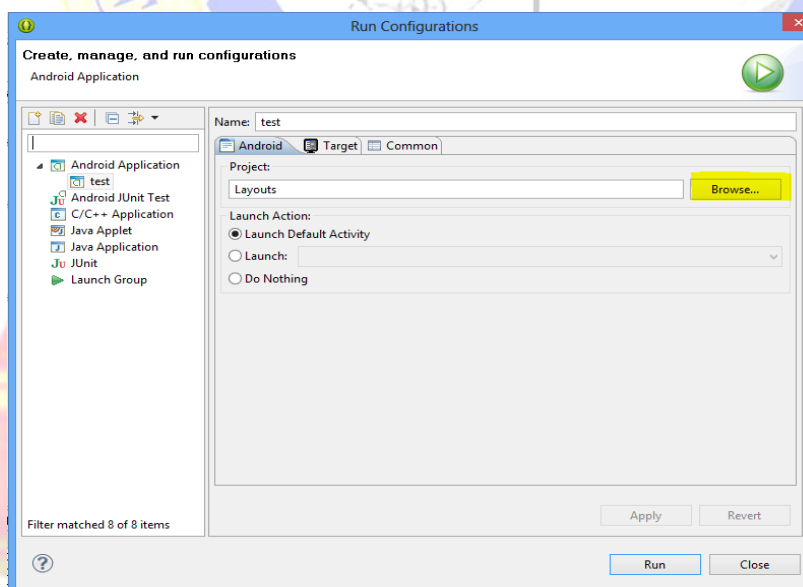 Run Configurations
Create, manage, and run configurations
Android Application
Name: test
Android Target Common
Android Application
test
Android JUnit Test
C/C++ Application
Java Applet
Java Application
JUnit
Launch Group
Filter matched 8 of 8 items
Project:
Layouts
Browse...
Launch Action:
Launch Default Activity
Launch:
Do Nothing
Apply Revert
Run Close